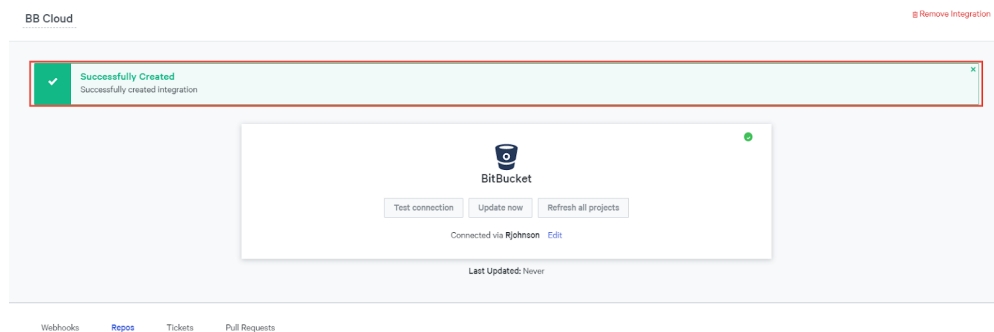 BB Cloud
Remove Integration
Successfully Created
×
Successfully created integration
BitBucket
Test connection Update now Refresh all projects
Connected via Rjohnson Edit
Last Updated: Never
Webhooks Repos Tickets Pull Requests